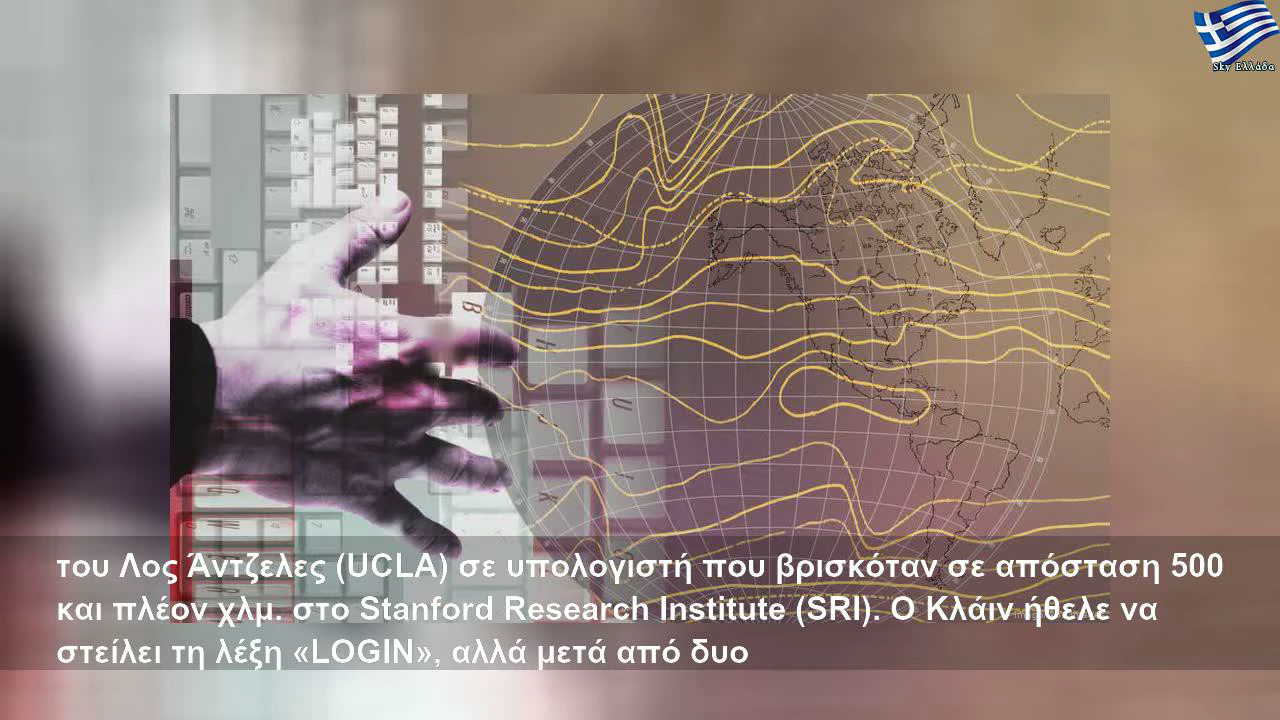 Sky Ελλάδα
του Λος Άντζελες (UCLA) σε υπολογιστή που βρισκόταν σε απόσταση 500
και πλέον χλμ. στο Stanford Research Institute (SRI). Ο Κλάιν ήθελε να
στείλει τη λέξη «LOGIN», αλλά μετά από δυο